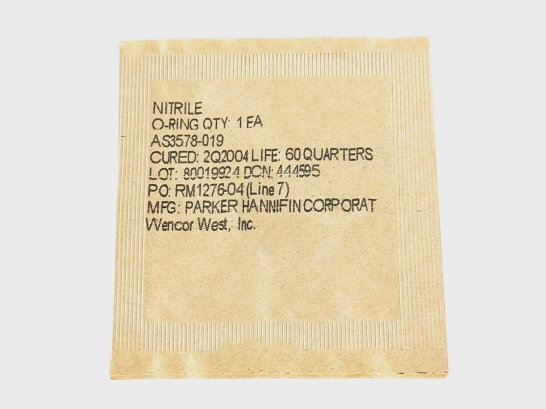 NITRILE
O-RING QTY: 1 EA
AS3578-019
CURED: 2Q2004 LIFE: 60 QUARTERS
LOT: 80019924 DCN: 444595
PO: RM1276-04 (Line 7)
MFG: PARKER HANNIFIN CORPORAT
Wencor West, Inc.